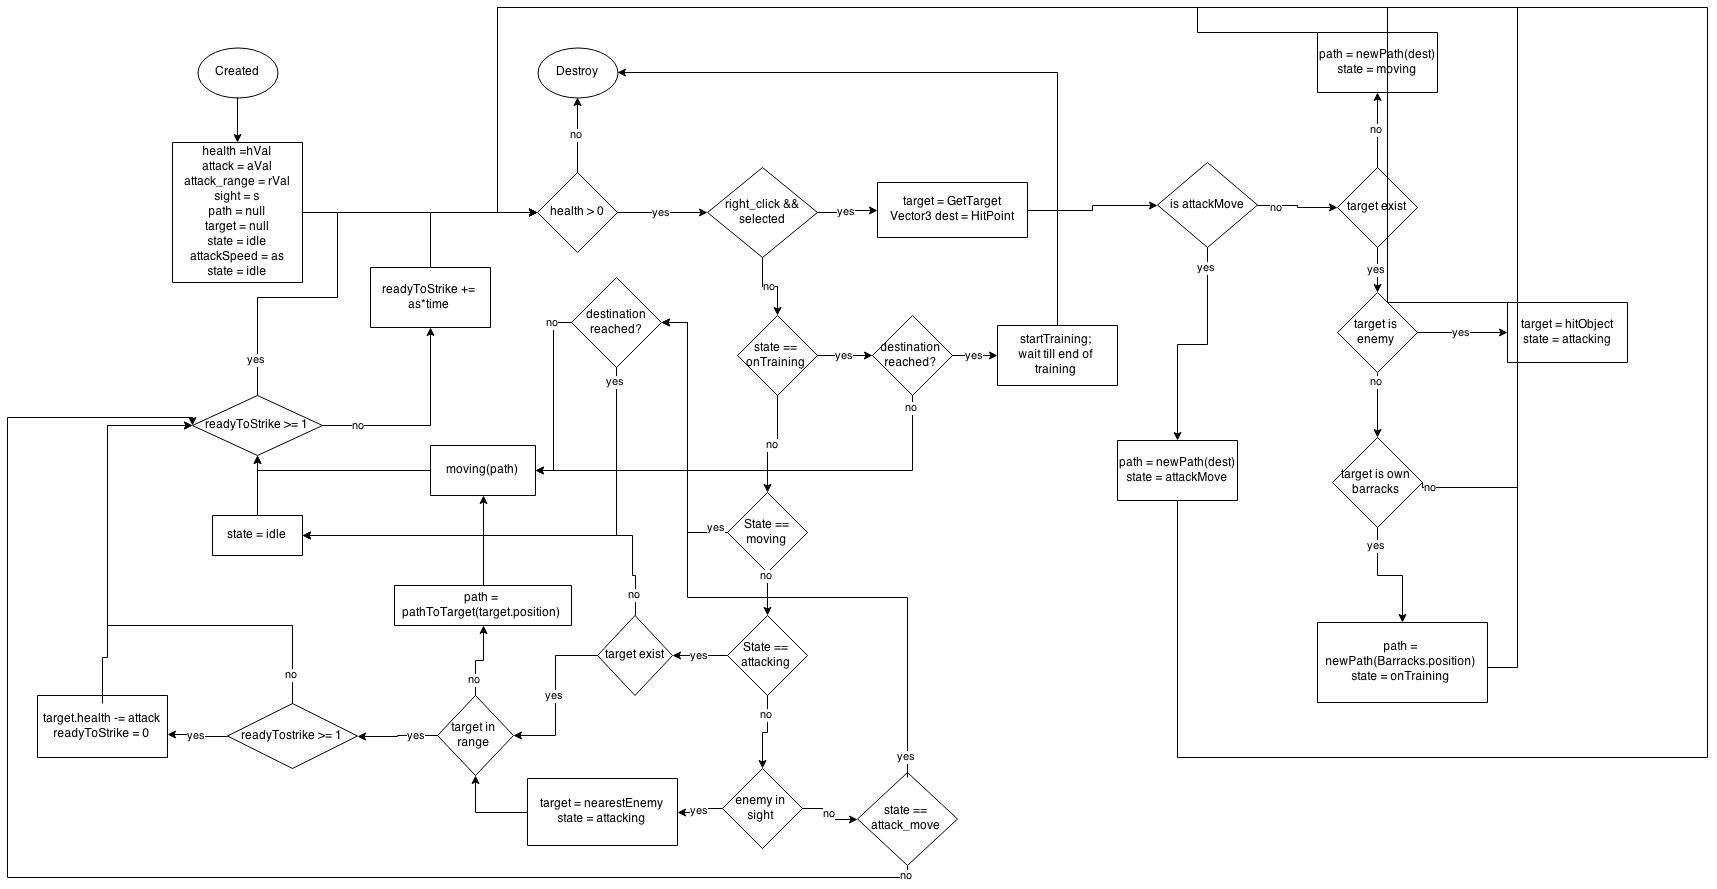 Created
Destroy
path = newPath(dest)
state = moving
no
no
health =hVal
attack = aVal
attack_range = rVal
sight = s
path = null
target = null
state = idle
attackSpeed = as
state = idle
health > 0
yes
right_click &&
selected
yes
target = GetTarget
Vector3 dest = HitPoint
is attackMove
no
target exist
yes
yes
no
readyToStrike +=
as*time
destination
reached?
no
yes
state ==
onTraining
yes
destination
reached?
yes
startTraining;
wait till end of
training
target is
enemy
yes
target = hitObject
state = attacking
yes
no
no
no
readyToStrike >= 1
no
moving(path)
path = newPath(dest)
state = attackMove
target is own
barracks
no
state = idle
State ==
moving
yes
no
yes
path =
pathToTarget(target.position)
no
target exist
yes
State ==
attacking
path =
newPath(Barracks.position)
state = onTraining
no
no
yes
no
target.health -= attack
readyToStrike = 0
yes
readyTostrike >= 1
yes
target in
range
yes
target = nearestEnemy
state = attacking
yes
enemy in
sight
no
state ==
attack_move
no